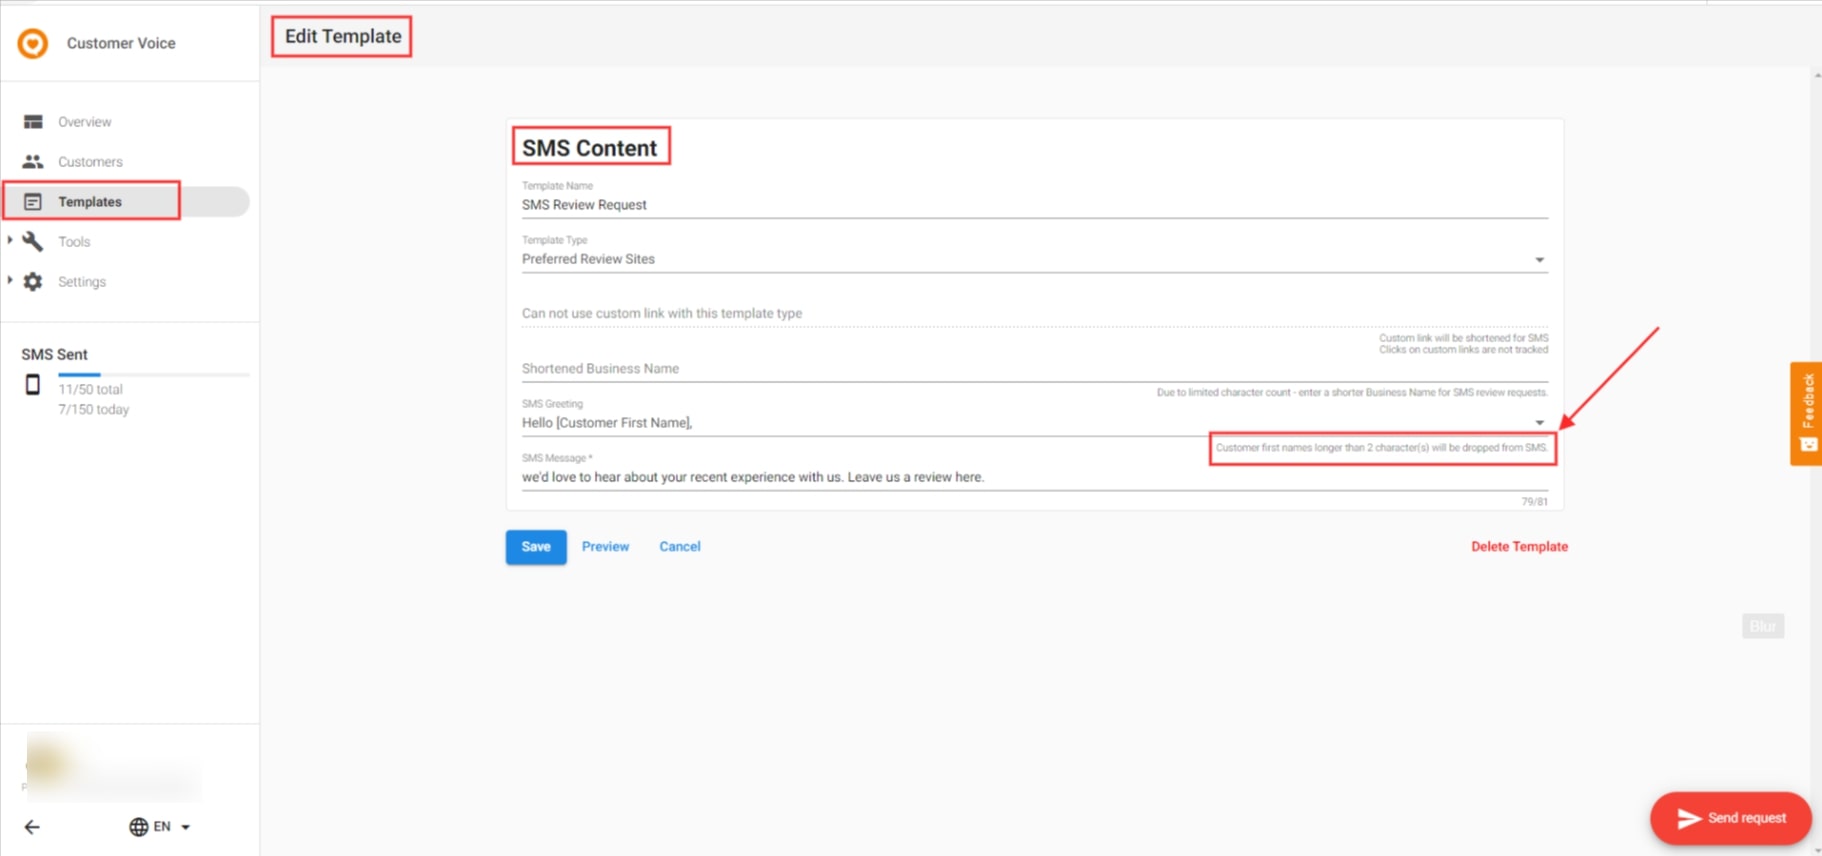 Customer Voice
Edit Template
Overview
Customers
Templates
Tools
Settings
SMS Sent
11/50 total
7/150 today
EN
SMS Content
Template Name
SMS Review Request
Template Type
Preferred Review Sites
Can not use custom link with this template type
Custom link will be shortened for SMS
Clicks on custom links are not tracked
Shortened Business Name
Due to limited character count - enter a shorter Business Name for SMS review requests.
SMS Greeting
Hello [Customer First Name],
Customer first names longer than 2 character(s) will be dropped from SMS.
SMS Message *
we'd love to hear about your recent experience with us. Leave us a review here.
79/81
Save
Preview
Cancel
Delete Template
Feedback
Blur
Send request